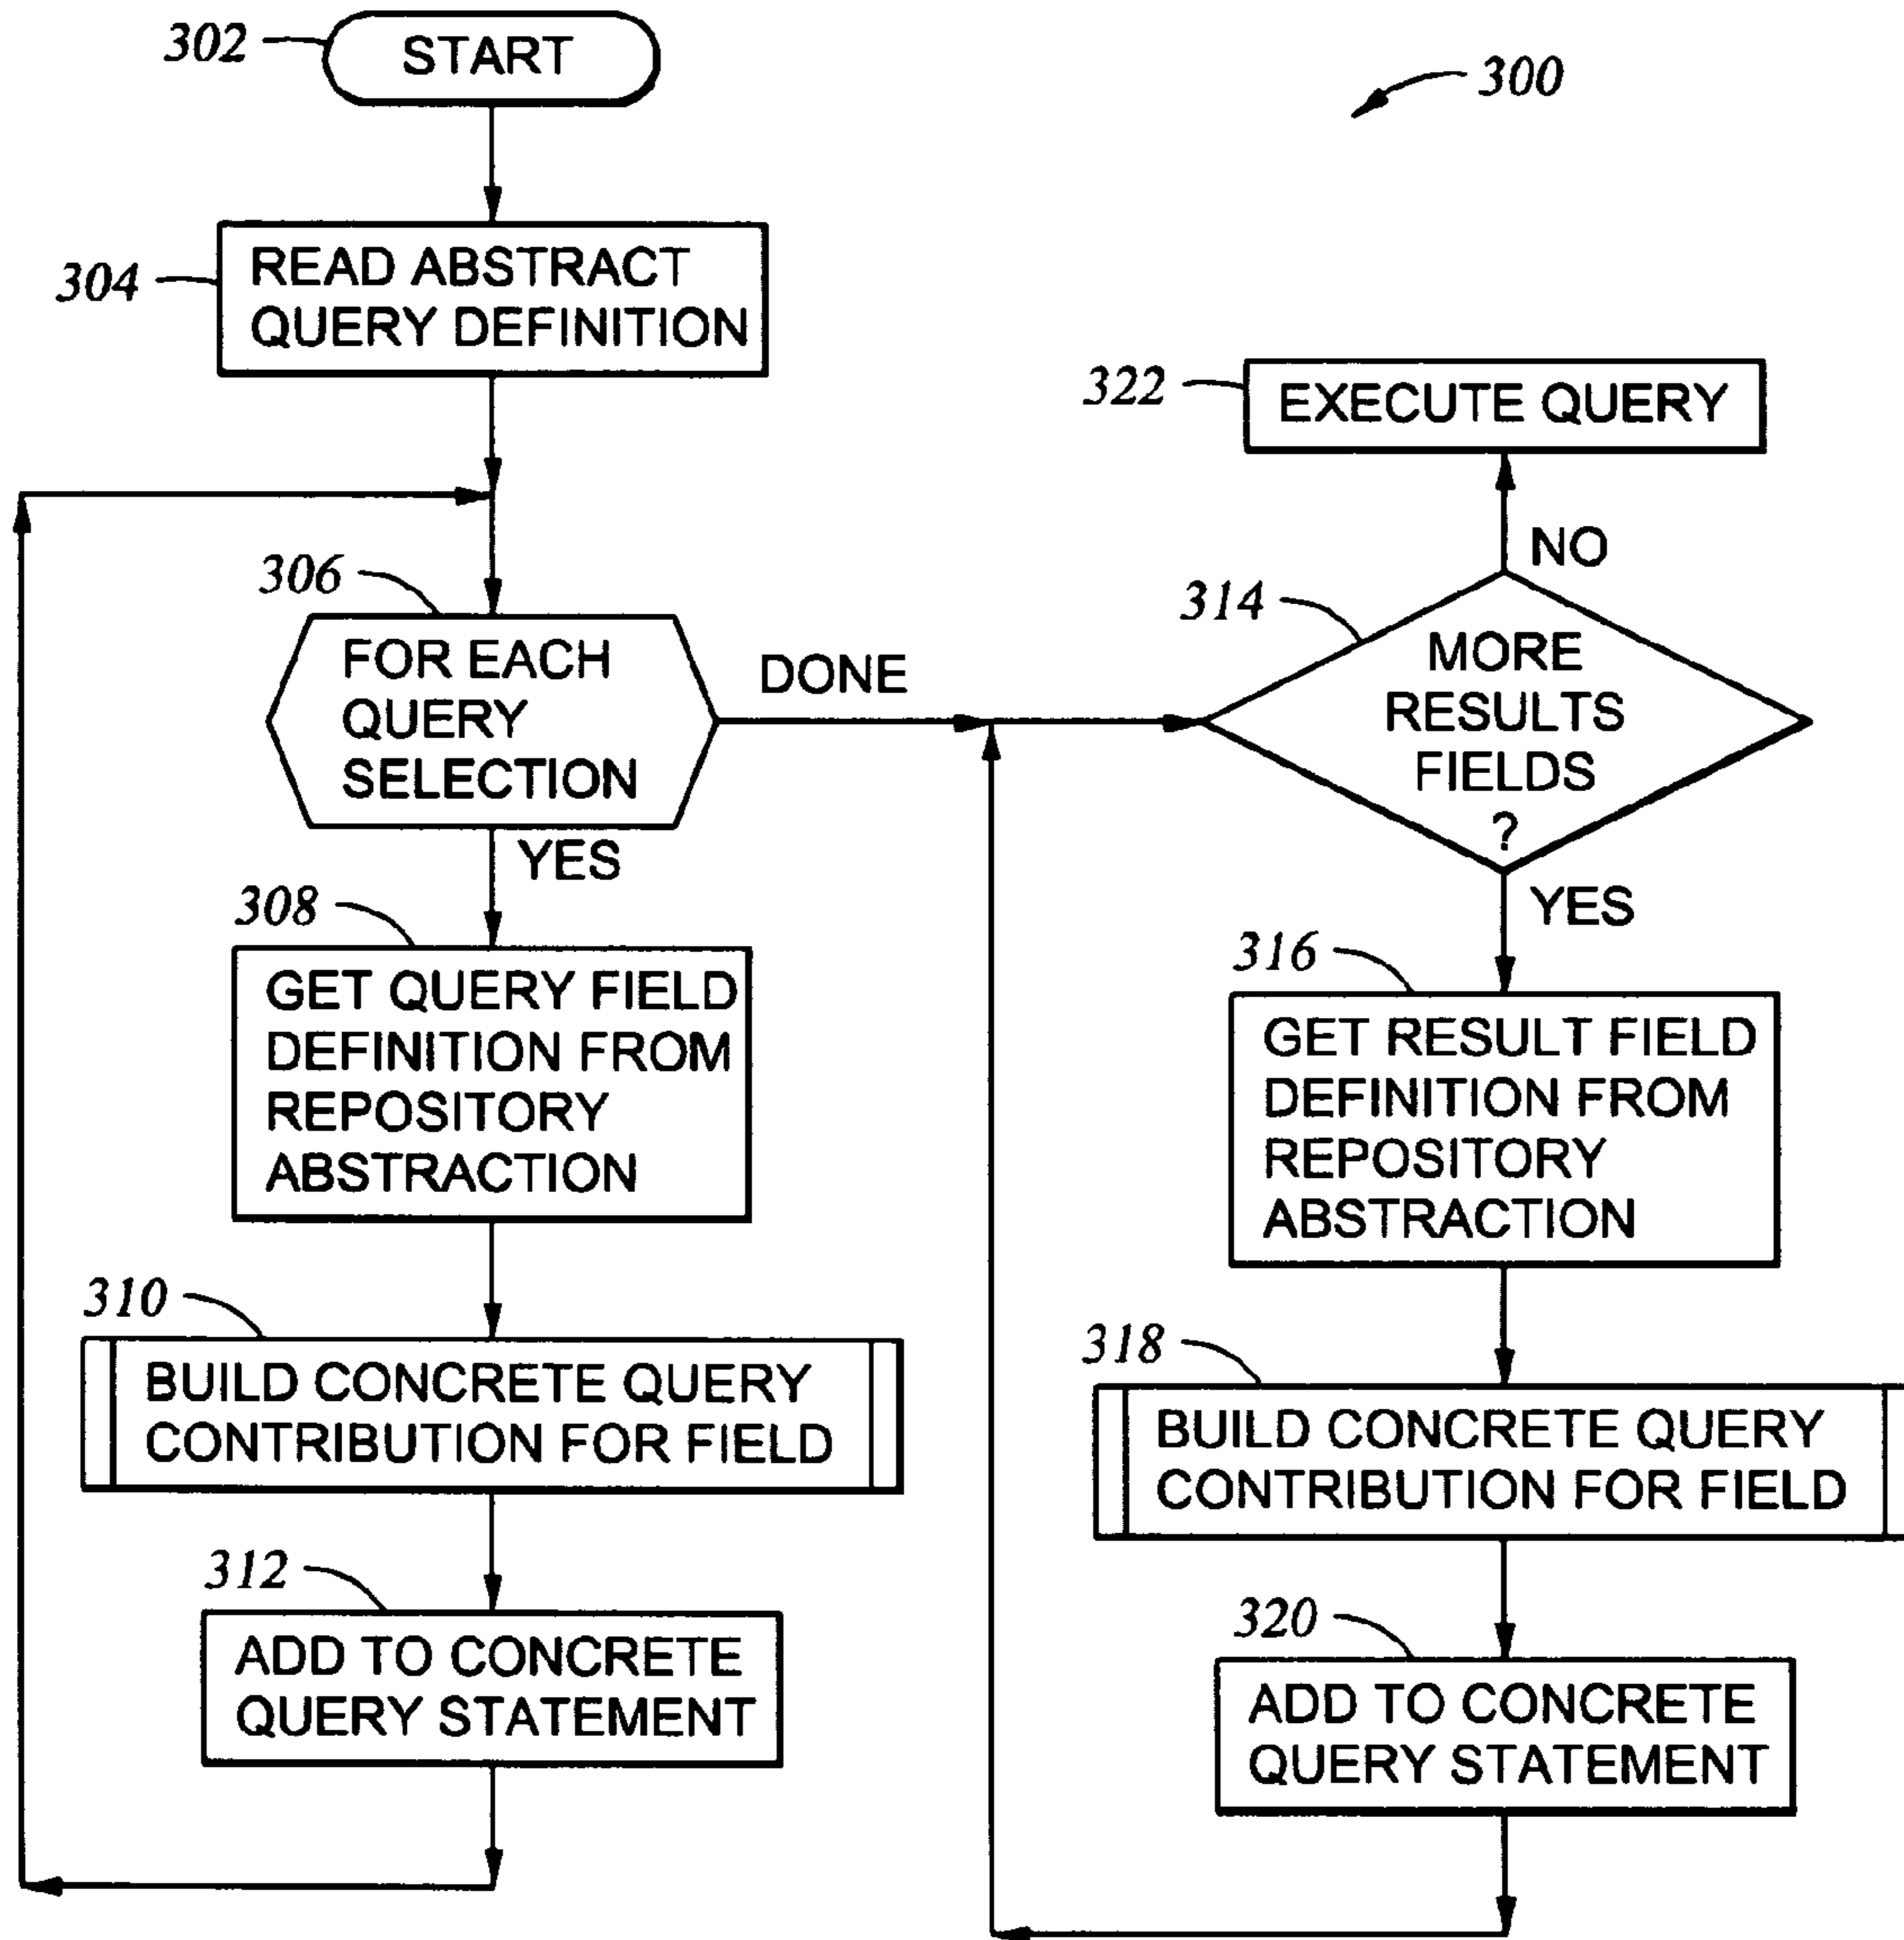 302
START
300
304
READ ABSTRACT
QUERY DEFINITION
322
EXECUTE QUERY
NO
306
FOR EACH
QUERY
SELECTION
DONE
YES
314
MORE
RESULTS
FIELDS
?
YES
308
GET QUERY FIELD
DEFINITION FROM
REPOSITORY
ABSTRACTION
316
GET RESULT FIELD
DEFINITION FROM
REPOSITORY
ABSTRACTION
310
BUILD CONCRETE QUERY
CONTRIBUTION FOR FIELD
318
BUILD CONCRETE QUERY
CONTRIBUTION FOR FIELD
312
ADD TO CONCRETE
QUERY STATEMENT
320
ADD TO CONCRETE
QUERY STATEMENT